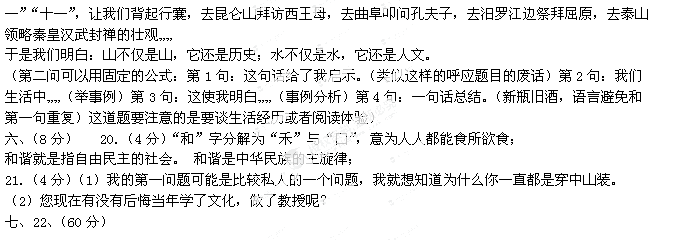 一”“十一”，让我们背起行囊，去昆仑山拜访西王母，去曲阜叩问孔夫子，去汨罗江边祭拜屈原，去泰山
领略秦皇汉武封禅的壮观„„
于是我们明白：山不仅是山，它还是历史；水不仅是水，它还是人文。
（第二问可以用固定的公式：第 1 句：这句话给了我启示。（类似这样的呼应题目的废话）第 2 句：我们
生活中„„（举事例）第 3 句：这使我明白„„（事例分析）第 4 句：一句话总结。（新瓶旧酒，语言避免和
第一句重复）这道题要注意的是要谈生活经历或者阅读体验）
六、（8 分） 20.（4 分）“和”字分解为“禾”与“口”，意为人人都能食所欲食；
和谐就是指自由民主的社会。 和谐是中华民族的主旋律；
21.（4 分）（1）我的第一问题可能是比较私人的一个问题，我就想知道为什么你一直都是穿中山装。
（2）您现在有没有后悔当年学了文化，做了教授呢？
七、22、（60 分）